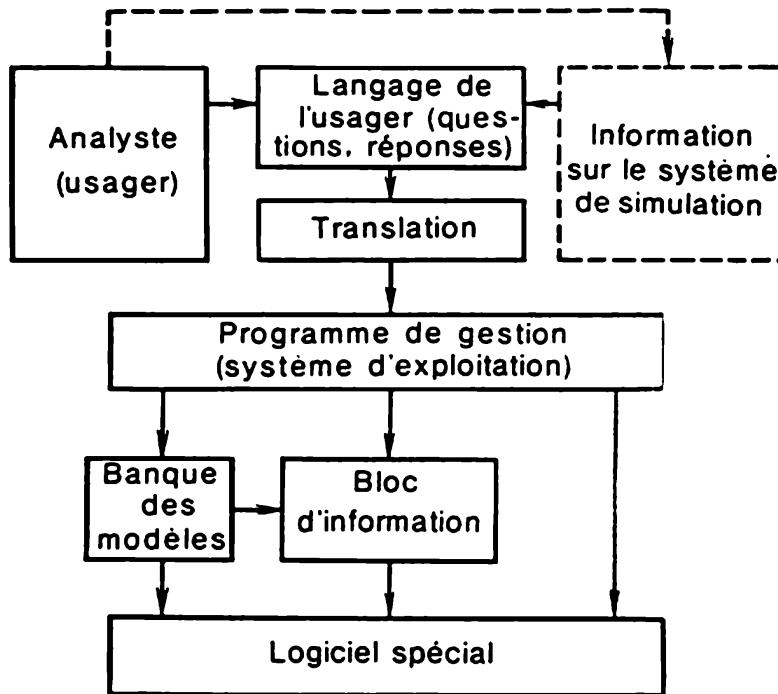 Analyste
(usager)
Langage de
l'usager (ques-
tions, réponses)
Information
sur le système
de simulation
Translation
Programme de gestion
(système d'exploitation)
Banque
des
modèles
Bloc
d'information
Logiciel spécial